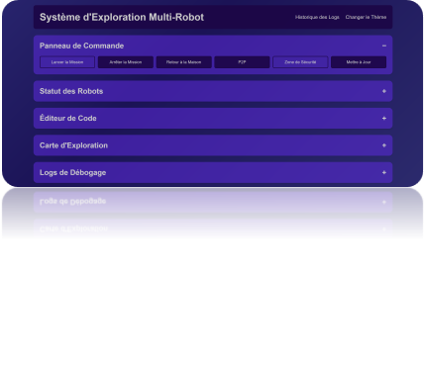 Système d'Exploration Multi-Robot
Historique des Logs Changer le Thème
Panneau de Commande −
Lancer la Mission Arrêter la Mission Retour à la Maison P2P Zone de Sécurité Mettre à Jour
Statut des Robots +
Éditeur de Code +
Carte d'Exploration +
Logs de Débogage +